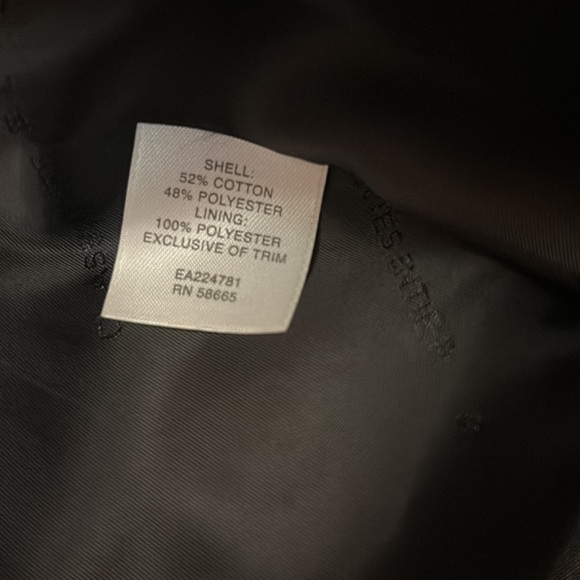 SHELL:
52% COTTON
48% POLYESTER
LINING:
100% POLYESTER
EXCLUSIVE OF TRIM
EA224781
RN 58665